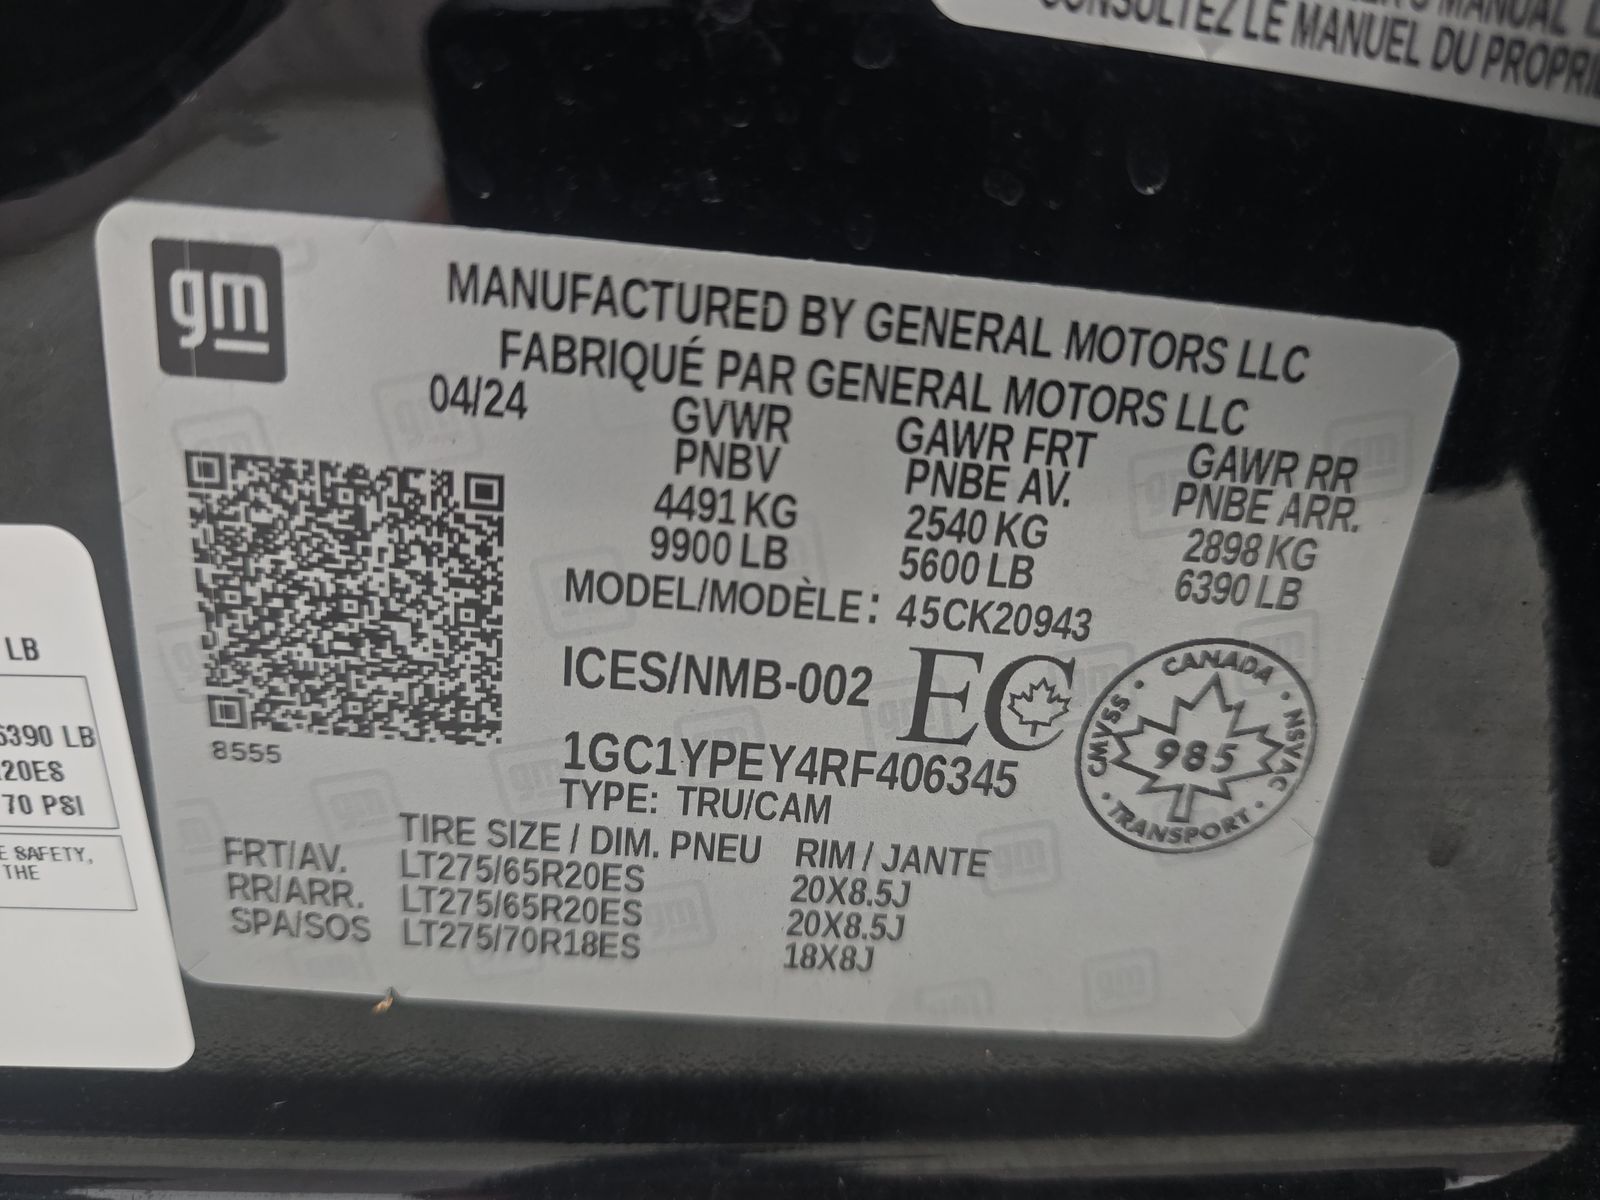 MANUAL
CONSULTEZ LE MANUEL DU
gm
MANUFACTURED BY GENERAL MOTORS LLC
FABRIQUÉ PAR GENERAL MOTORS LLC
04/24
GVWR GAWR FRT GAWR RR
PNBV PNBE AV. PNBE ARR.
4491 KG 2540 KG 2898 KG
9900 LB 5600 LB 6390 LB
MODEL/MODÈLE: 45CK20943
ICES/NMB-002 EC
8555
1GC1YPEY4RF406345
TYPE: TRU/CAM
CANADA · NSVAC · TRANSPORT · CMVSS ·
985
TIRE SIZE / DIM. PNEU RIM / JANTE
FRT/AV. LT275/65R20ES 20X8.5J
RR/ARR. LT275/65R20ES 20X8.5J
SPA/SOS LT275/70R18ES 18X8J
LB
6390 LB
20ES
70 PSI
SAFETY,
THE